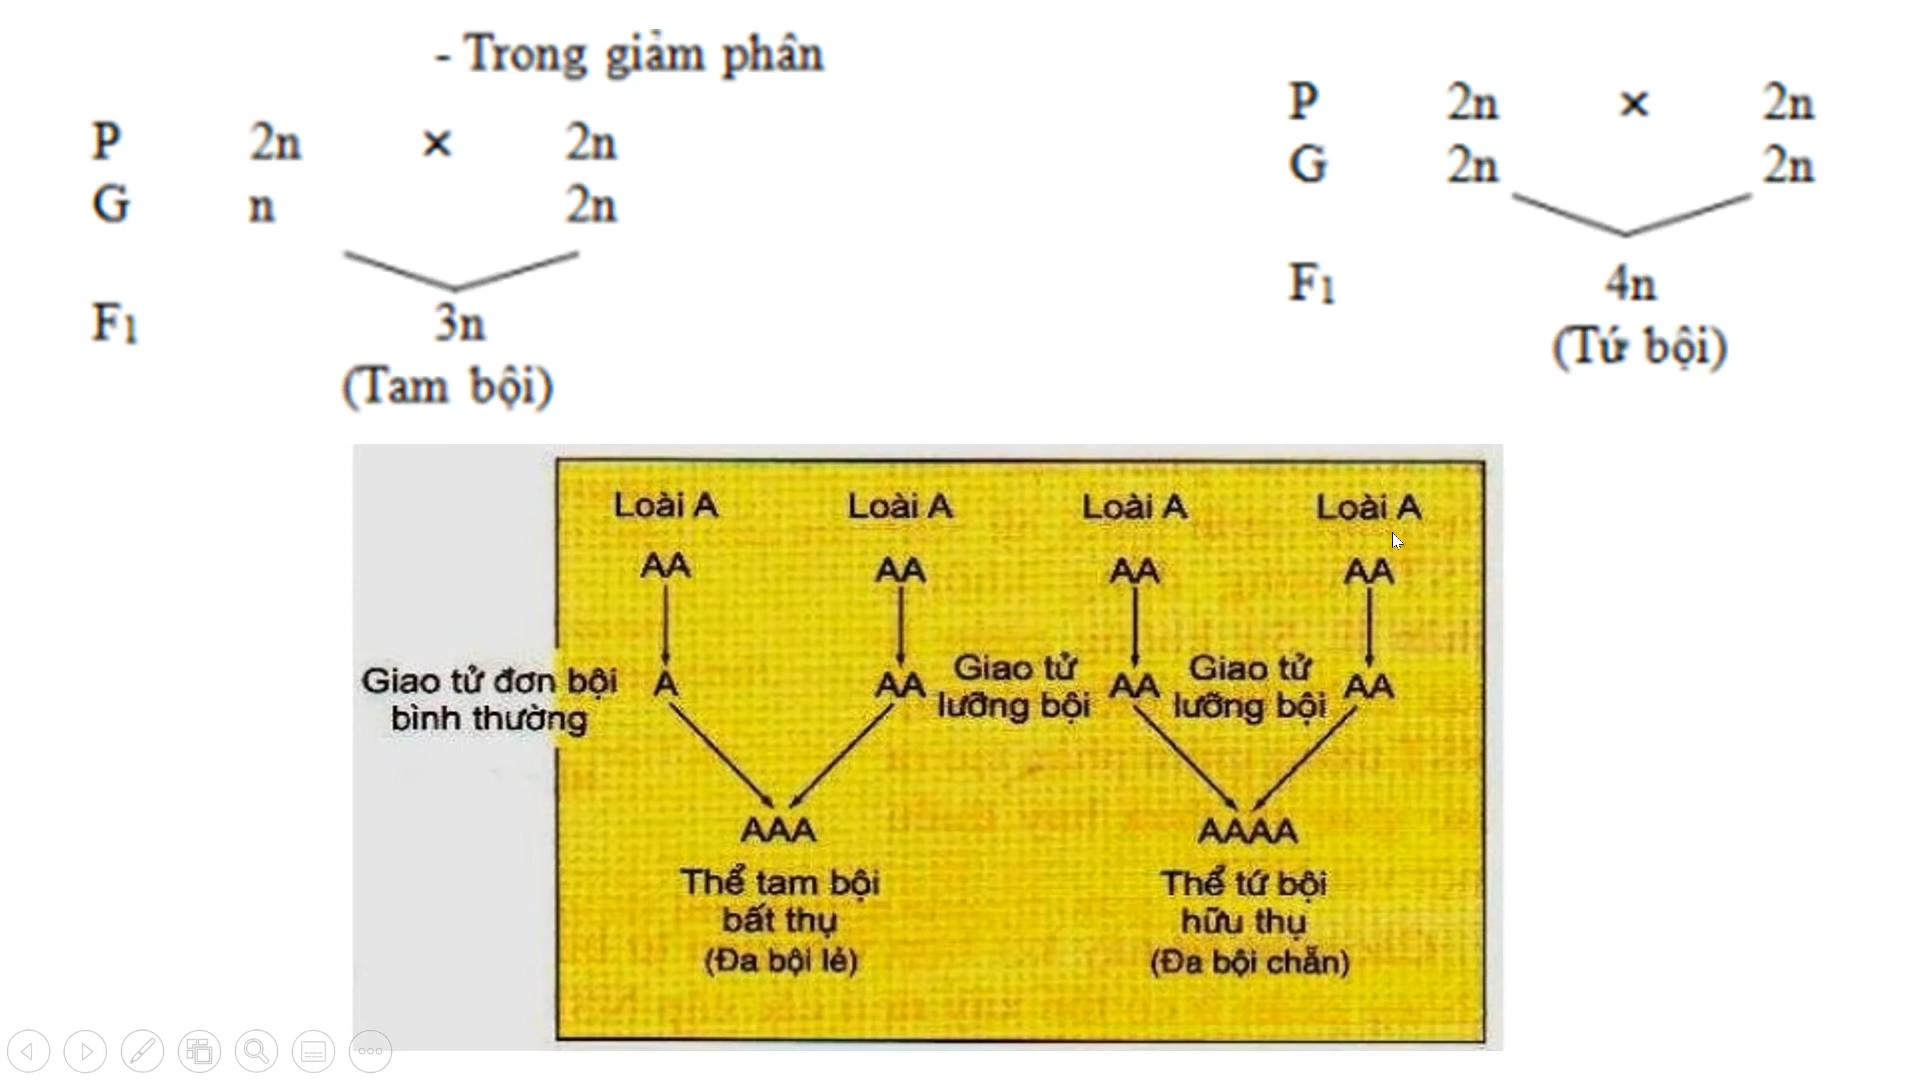 - Trong giảm phân
P 2n × 2n
G n 2n
F1 3n
(Tam bội)
P 2n × 2n
G 2n 2n
F1 4n
(Tứ bội)
Loài A Loài A Loài A Loài A
AA AA AA AA
Giao tử đơn bội
bình thường
A AA
Giao tử
lưỡng bội
AA
Giao tử
lưỡng bội
AA
AAA AAAA
Thể tam bội
bất thụ
(Đa bội lẻ)
Thể tứ bội
hữu thụ
(Đa bội chẵn)